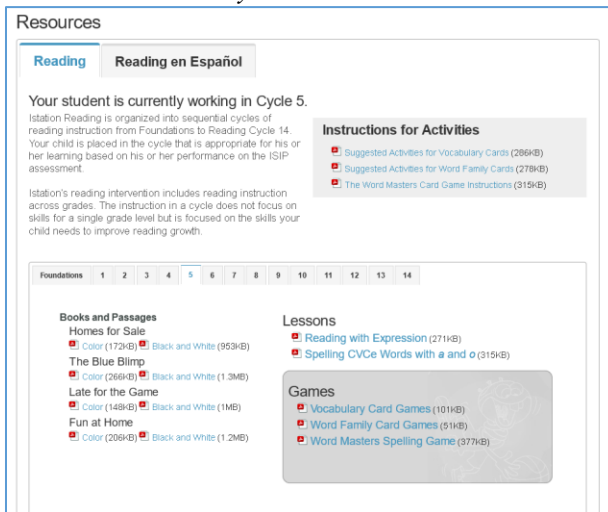 Resources
Reading
Reading en Español
Your student is currently working in Cycle 5.
Istation Reading is organized into sequential cycles of
reading instruction from Foundations to Reading Cycle 14.
Your child is placed in the cycle that is appropriate for his or
her learning based on his or her performance on the ISIP
assessment.
Istation's reading intervention includes reading instruction
across grades. The instruction in a cycle does not focus on
skills for a single grade level but is focused on the skills your
child needs to improve reading growth.
Instructions for Activities
Suggested Activities for Vocabulary Cards (286KB)
Suggested Activities for Word Family Cards (278KB)
The Word Masters Card Game Instructions (315KB)
Foundations 1 2 3 4 5 6 7 8 9 10 11 12 13 14
Books and Passages
Homes for Sale
Color (172KB) Black and White (953KB)
The Blue Blimp
Color (266KB) Black and White (1.3MB)
Late for the Game
Color (148KB) Black and White (1MB)
Fun at Home
Color (206KB) Black and White (1.2MB)
Lessons
Reading with Expression (271KB)
Spelling CVCe Words with a and o (315KB)
Games
Vocabulary Card Games (101KB)
Word Family Card Games (51KB)
Word Masters Spelling Game (377KB)